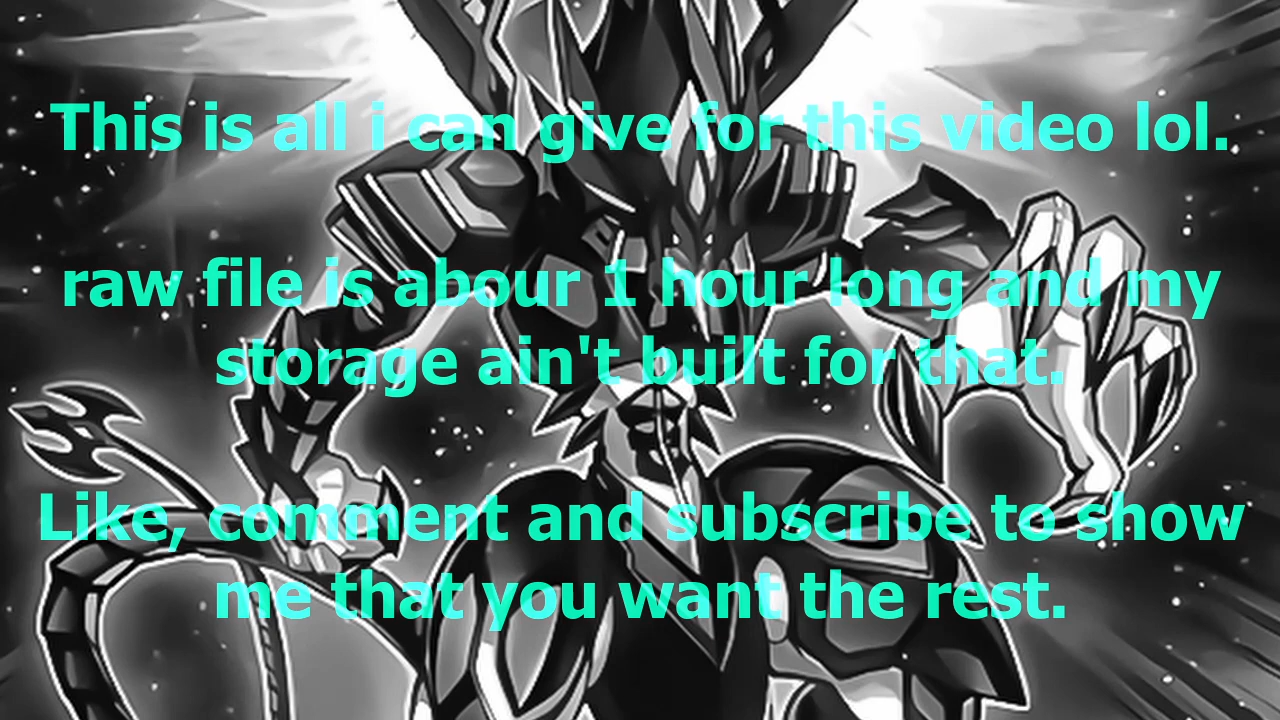 This is all i can give for this video lol.
raw file is abour 1 hour long and my
storage ain't built for that.
Like, comment and subscribe to show
me that you want the rest.